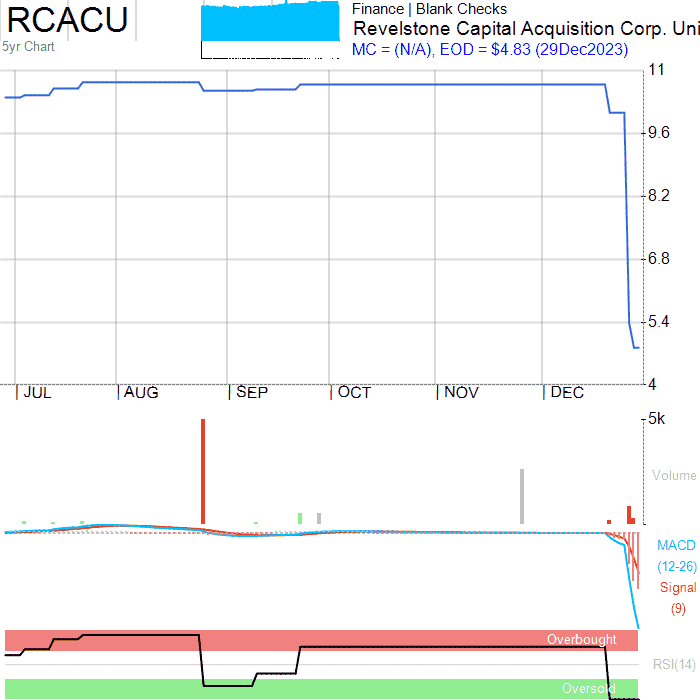 RCACU
5yr Chart
Finance | Blank Checks
Revelstone Capital Acquisition Corp. Uni
MC = (N/A), EOD = $4.83 (29Dec2023)
11
9.6
8.2
6.8
5.4
4
JUL AUG SEP OCT NOV DEC
5k
Volume
MACD
(12-26)
Signal
(9)
Overbought
RSI(14)
Oversold